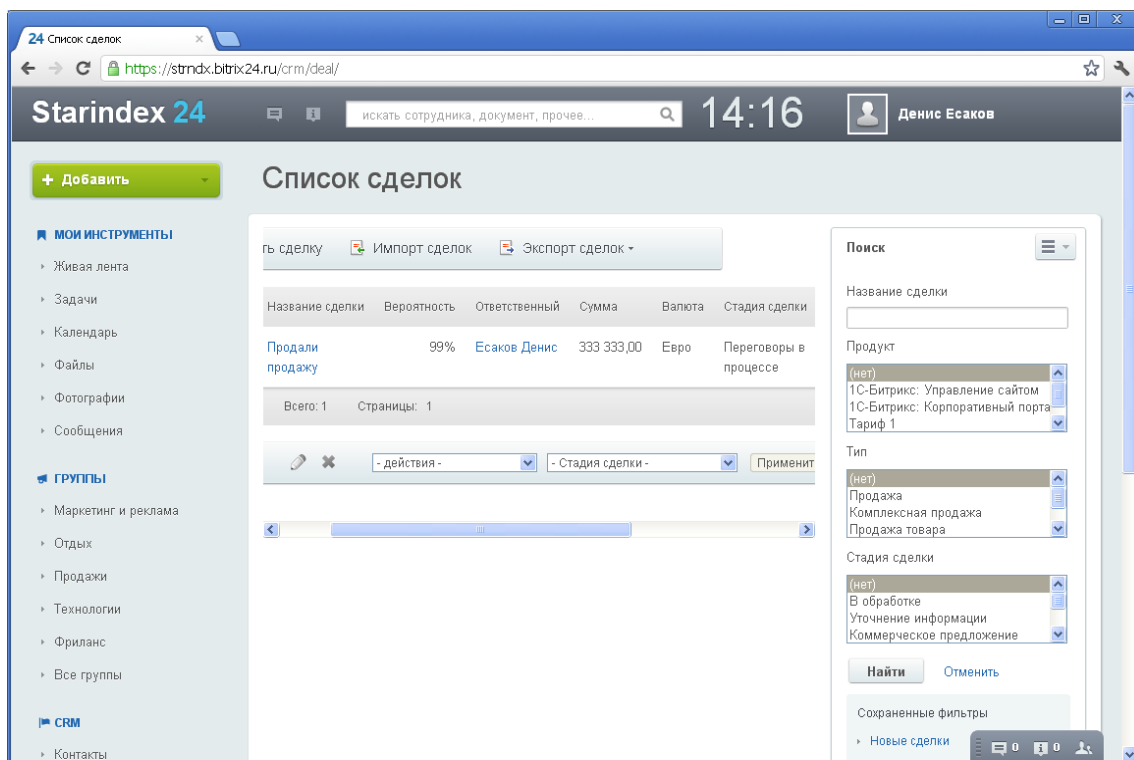 24 Список сделок
https://strndx.bitrix24.ru/crm/deal/
Starindex 24
искать сотрудника, документ, прочее...
14:16
Денис Есаков
Добавить
Список сделок
МОИ ИНСТРУМЕНТЫ
Живая лента
Задачи
Календарь
Файлы
Фотографии
Сообщения
ГРУППЫ
Маркетинг и реклама
Отдых
Продажи
Технологии
Фриланс
Все группы
CRM
Контакты
ть сделку Импорт сделок Экспорт сделок
Название сделки Вероятность Ответственный Сумма Валюта Стадия сделки
Продали 99% Есаков Денис 333 333,00 Евро Переговоры в
продажу процессе
Всего: 1 Страницы: 1
- действия - - Стадия сделки - Применит
Поиск
Название сделки
Продукт
(нет)
1С-Битрикс: Управление сайтом
1С-Битрикс: Корпоративный порта
Тариф 1
Тип
(нет)
Продажа
Комплексная продажа
Продажа товара
Стадия сделки
(нет)
В обработке
Уточнение информации
Коммерческое предложение
Найти Отменить
Сохраненные фильтры
Новые сделки
0 0